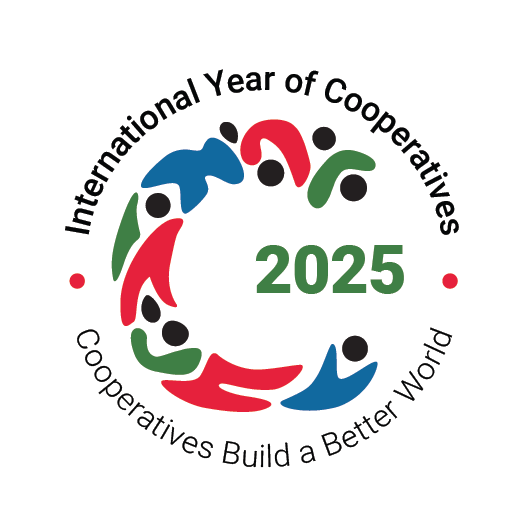 International Year of Cooperatives
2025
Cooperatives Build a Better World